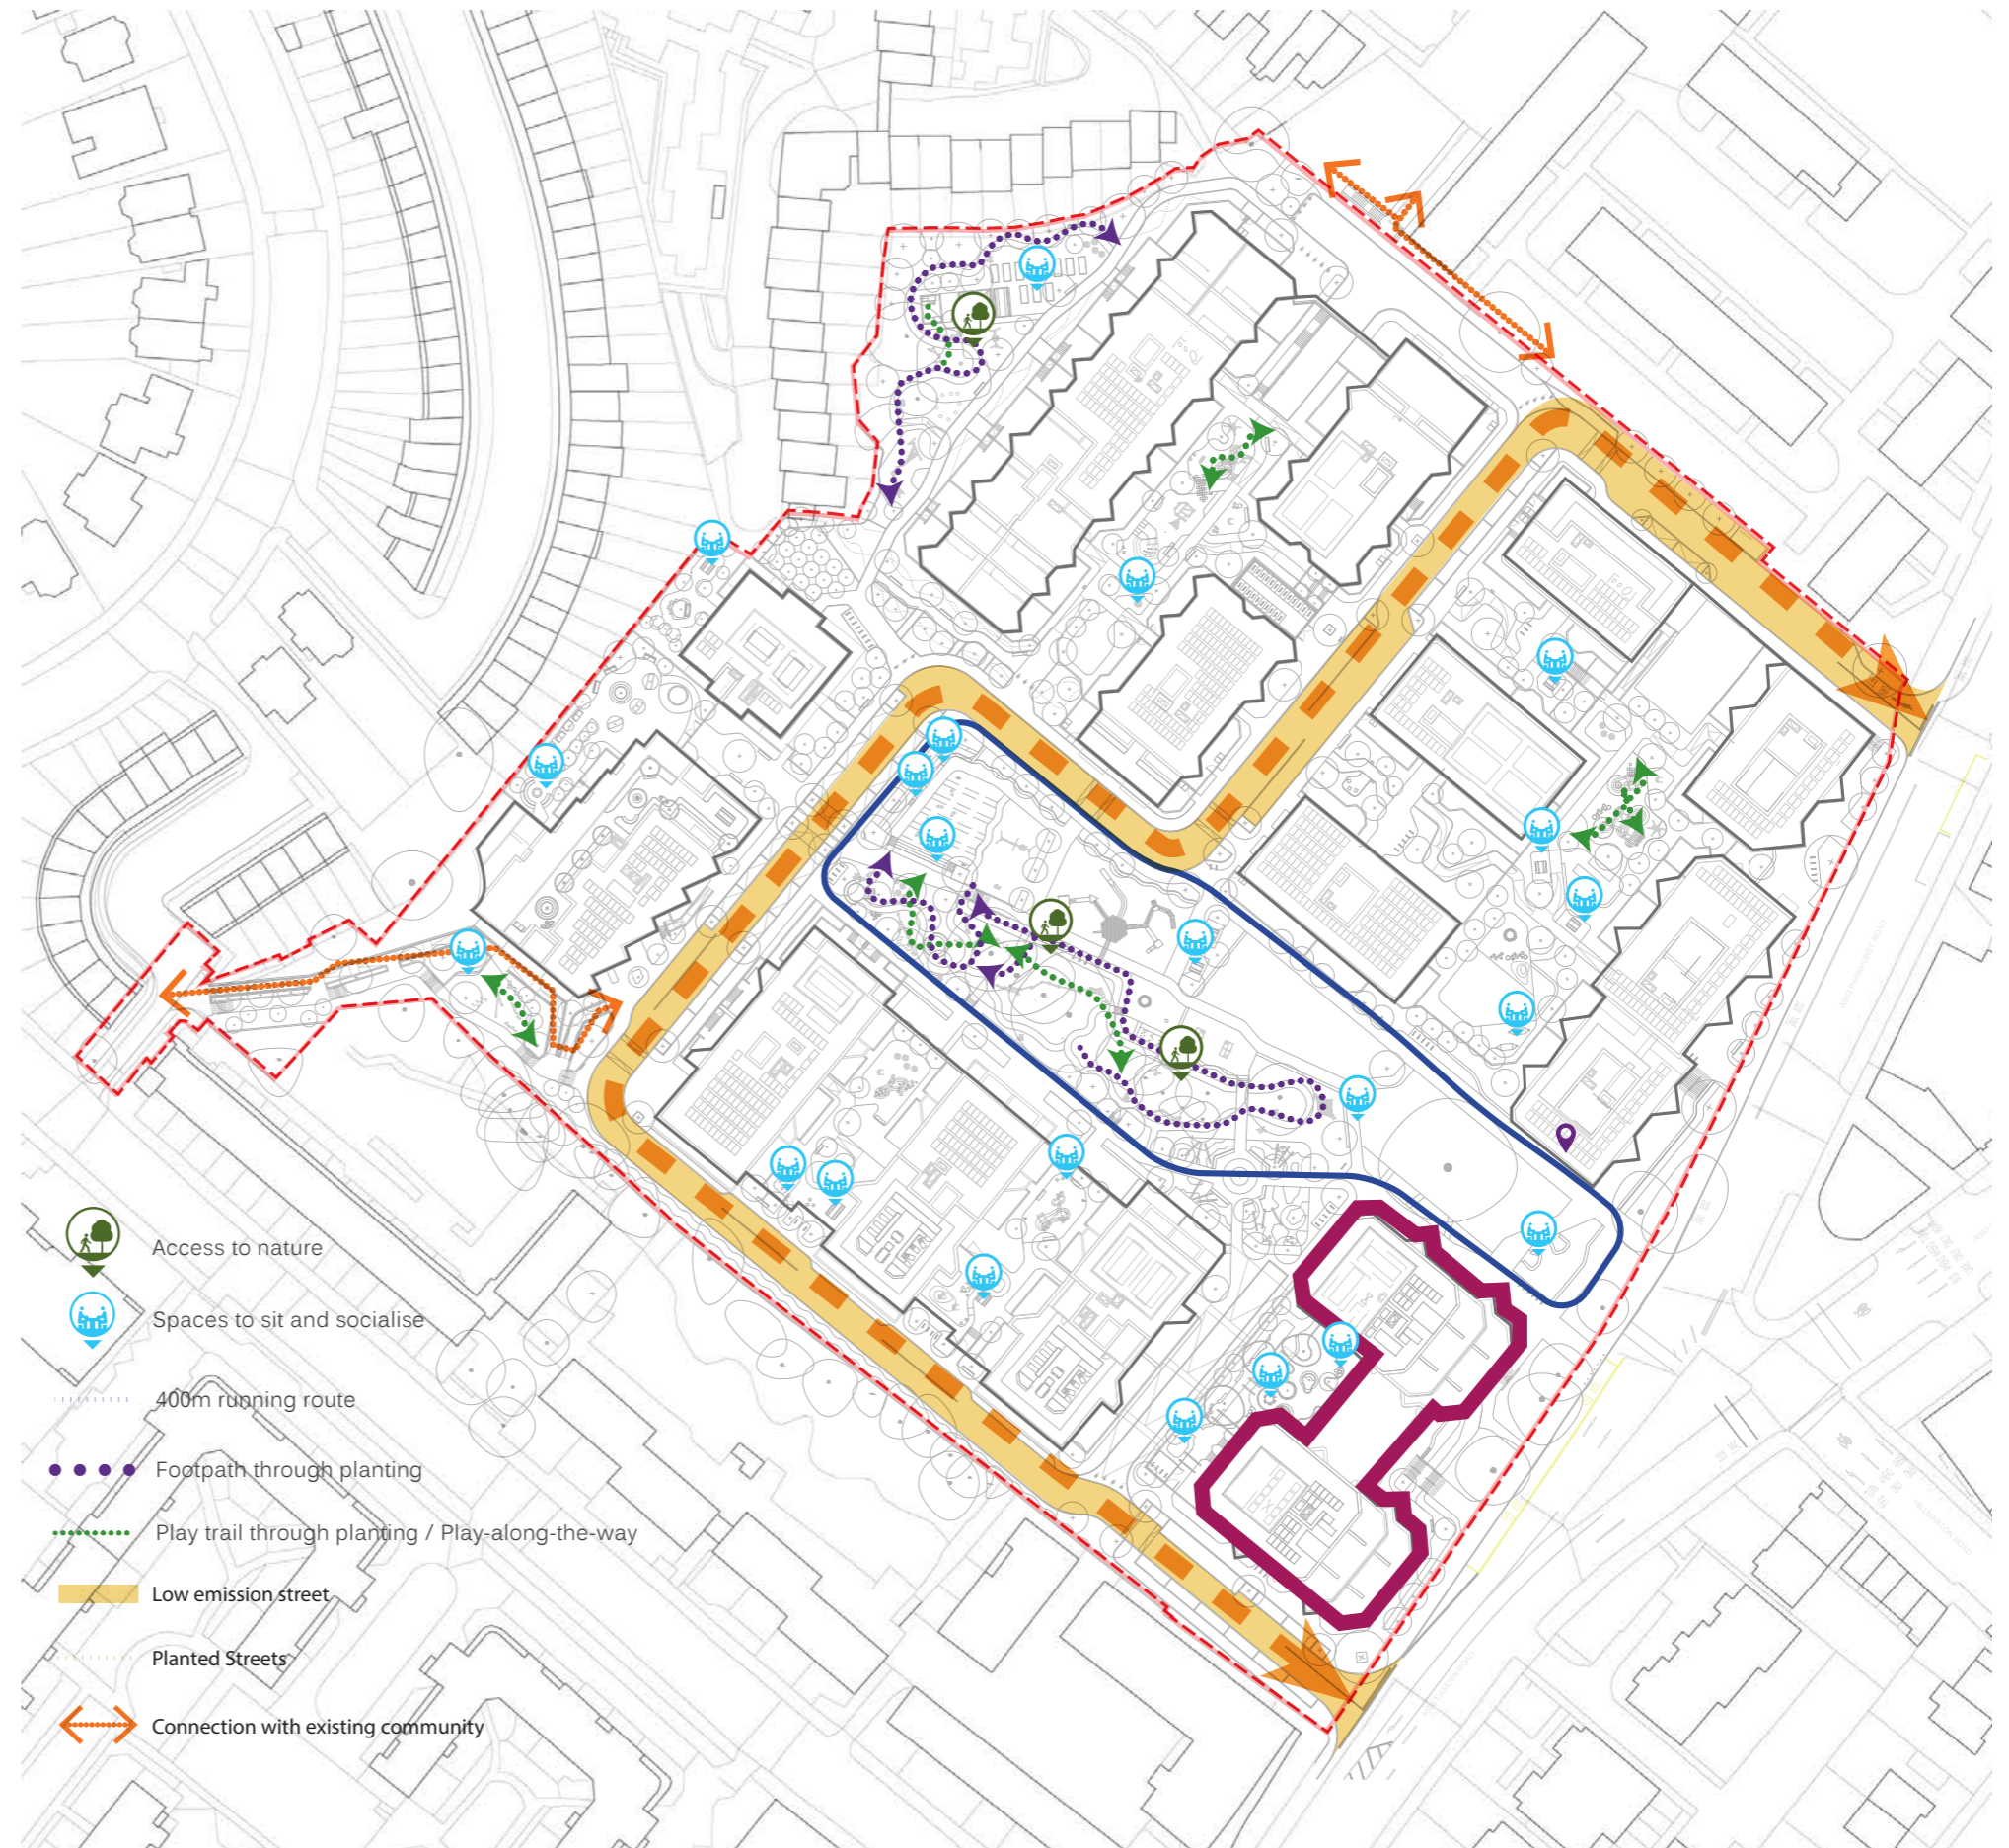 Access to nature
Spaces to sit and socialise
400m running route
Footpath through planting
Play trail through planting / Play-along-the-way
Low emission street
Planted Streets
Connection with existing community